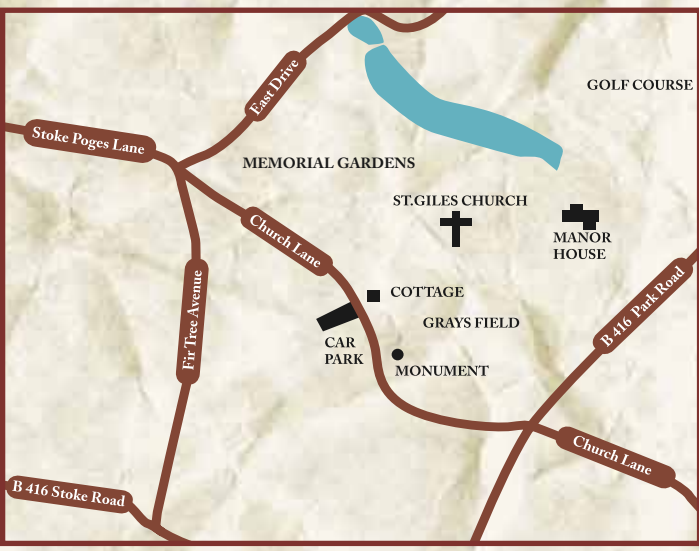 East Drive
GOLF COURSE
Stoke Poges Lane
MEMORIAL GARDENS
ST.GILES CHURCH
Church Lane
MANOR
HOUSE
COTTAGE
Fir Tree Avenue
B 416 Park Road
GRAYS FIELD
CAR
PARK
MONUMENT
Church Lane
B 416 Stoke Road